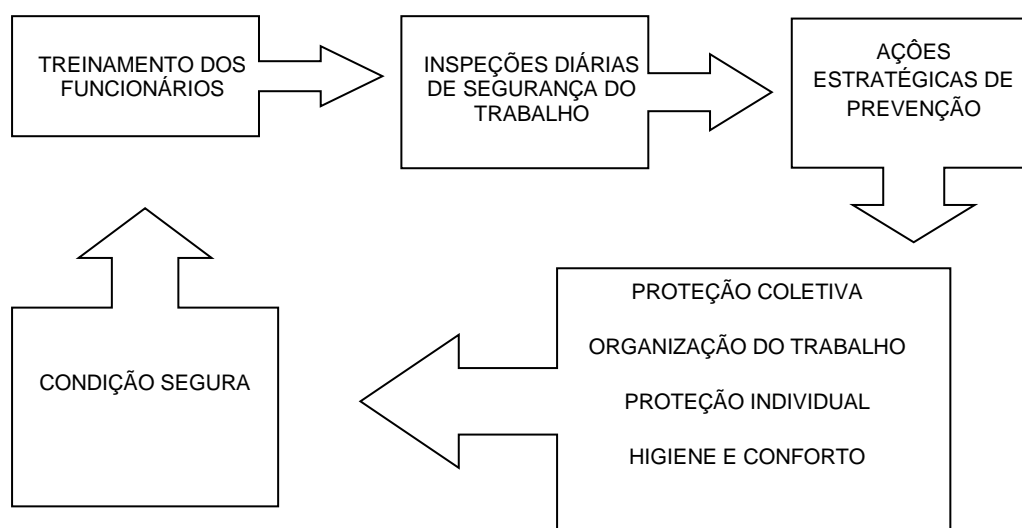 TREINAMENTO DOS
FUNCIONÁRIOS
INSPEÇÕES DIÁRIAS
DE SEGURANÇA DO
TRABALHO
AÇÔES
ESTRATÉGICAS DE
PREVENÇÃO
PROTEÇÃO COLETIVA
ORGANIZAÇÃO DO TRABALHO
PROTEÇÃO INDIVIDUAL
HIGIENE E CONFORTO
CONDIÇÃO SEGURA